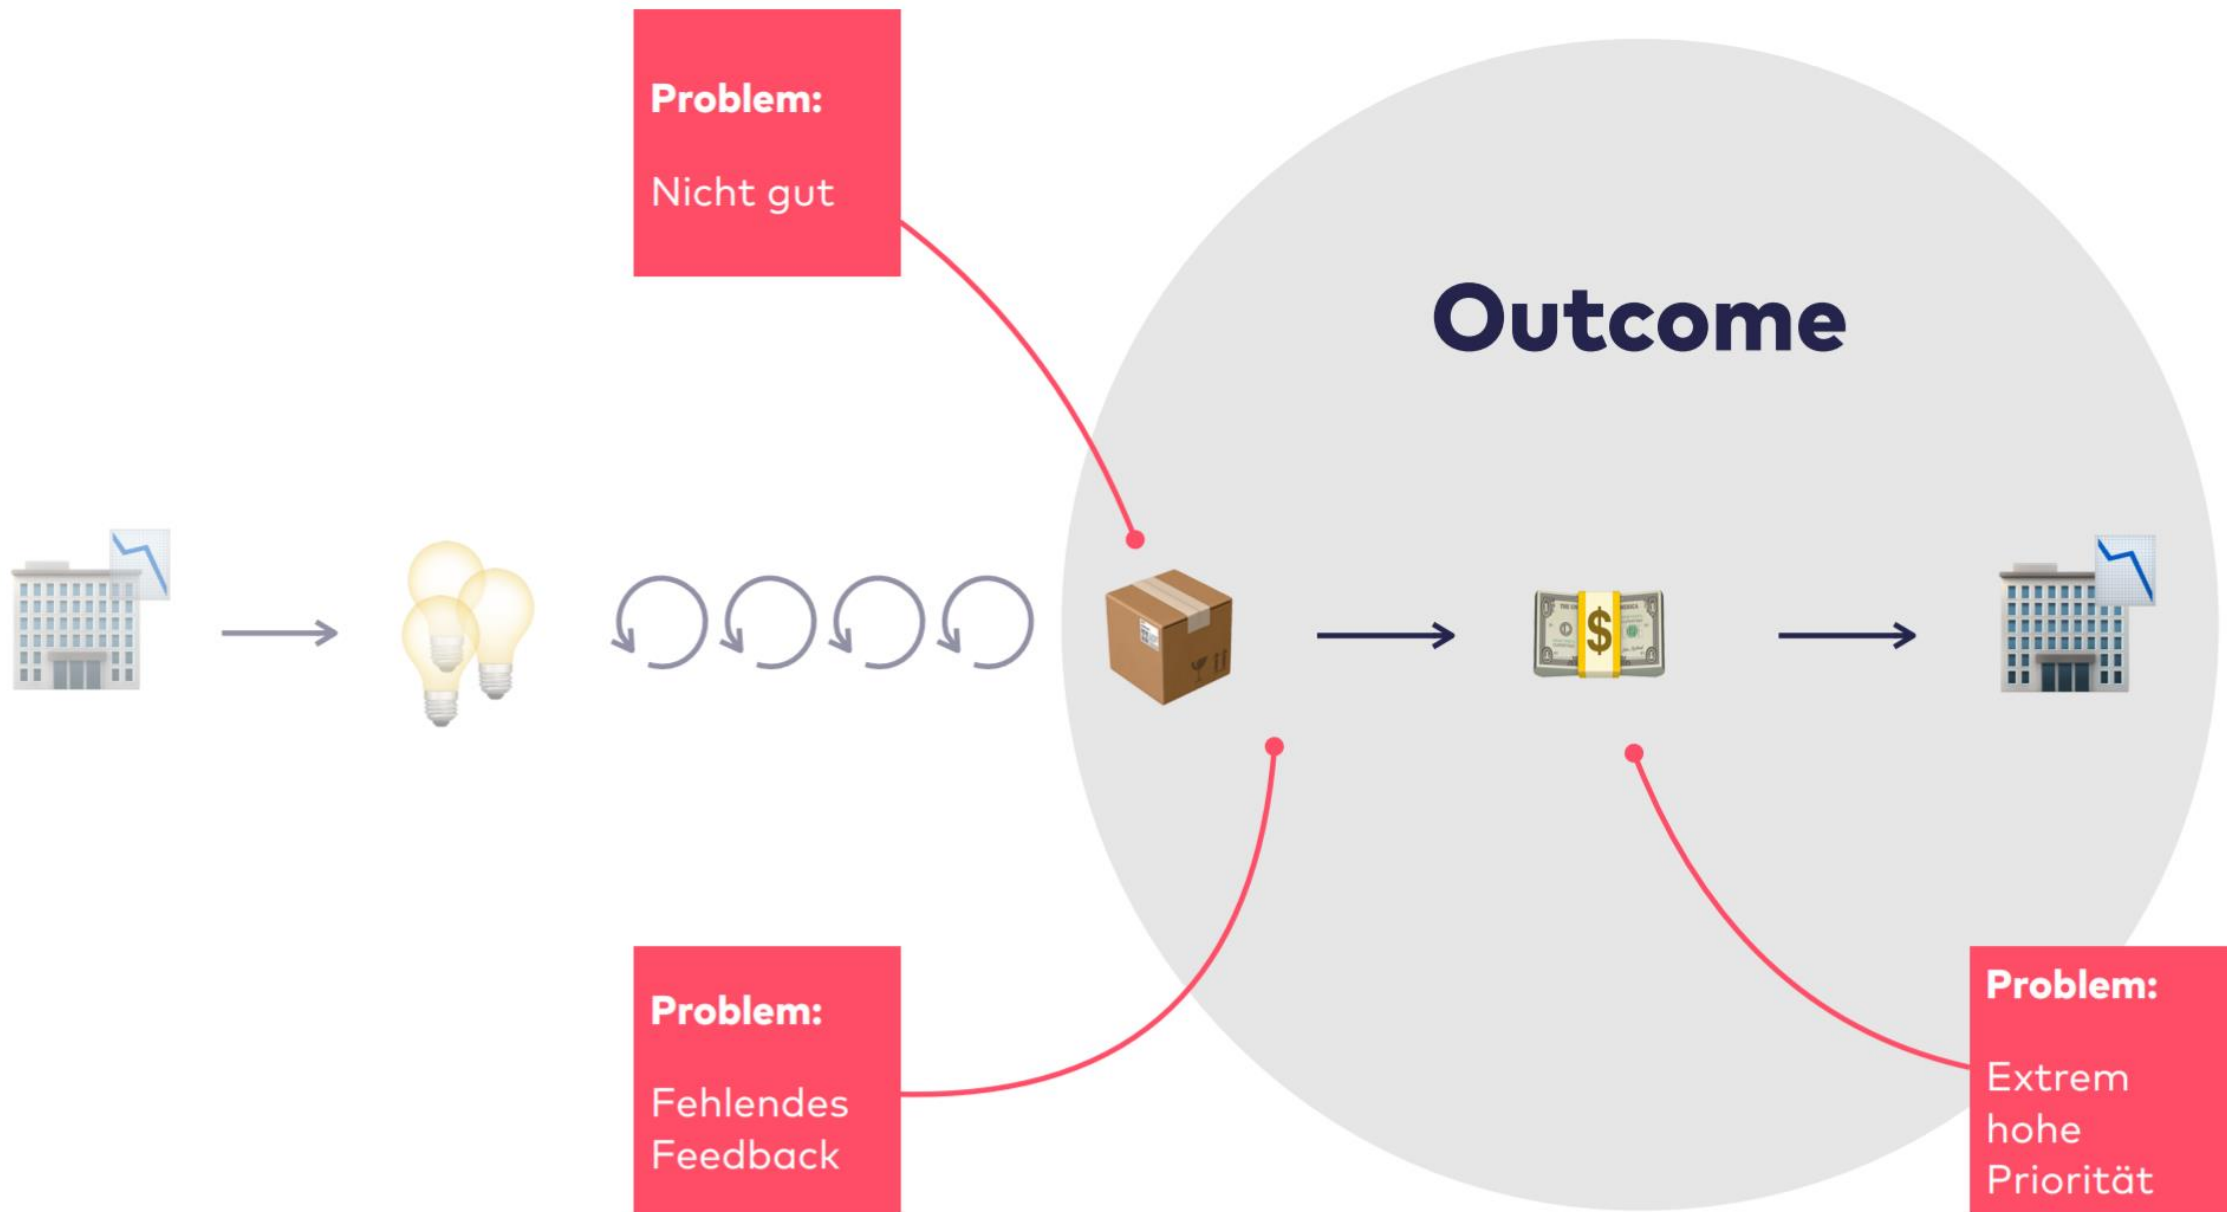 Problem:
Nicht gut
Outcome
$
Problem:
Fehlendes
Feedback
Problem:
Extrem
hohe
Priorität